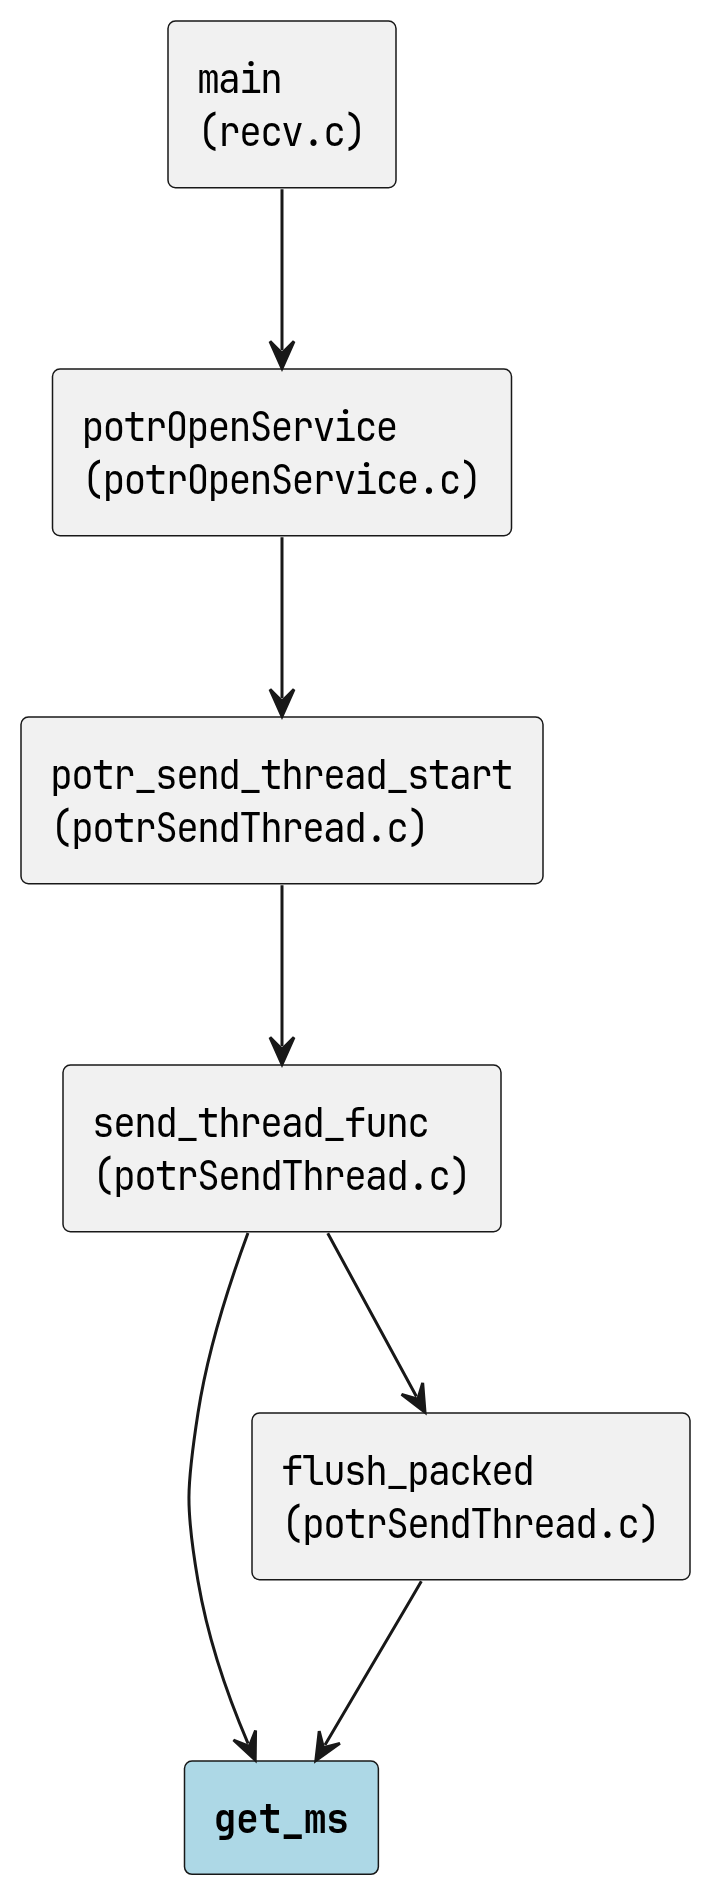 main
(recv.c)
potrOpenService
(potrOpenService.c)
potr_send_thread_start
(potrSendThread.c)
send_thread_func
(potrSendThread.c)
flush_packed
(potrSendThread.c)
get_ms